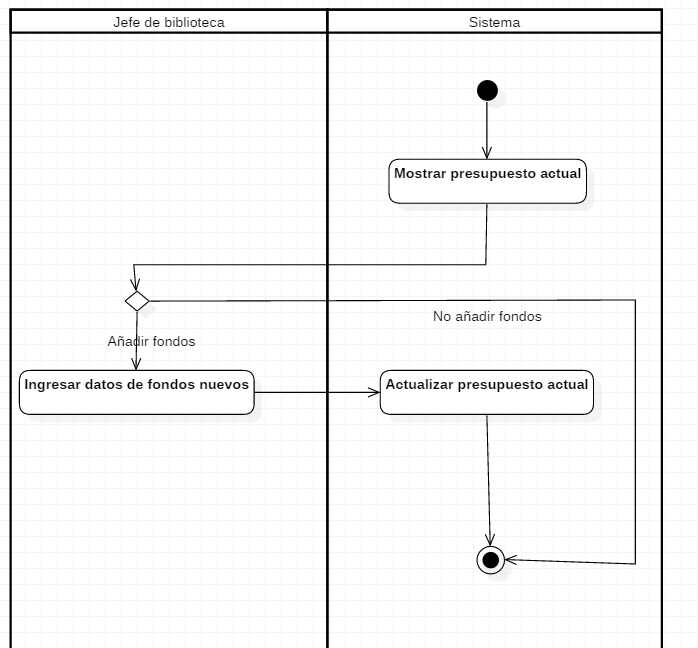 Jefe de biblioteca
Sistema
Mostrar presupuesto actual
No añadir fondos
Añadir fondos
Ingresar datos de fondos nuevos
Actualizar presupuesto actual